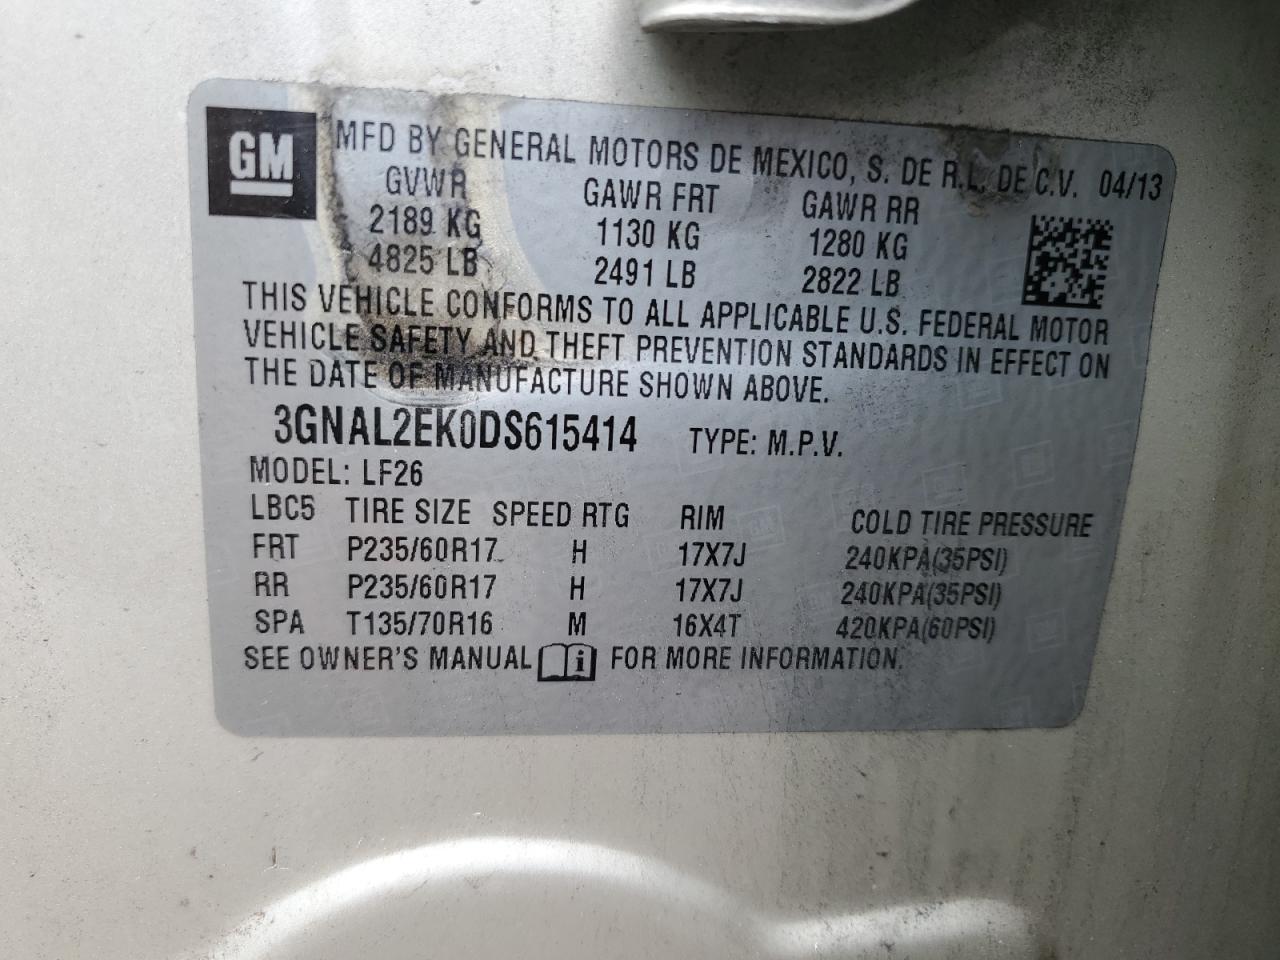 GM
MFD BY GENERAL MOTORS DE MEXICO, S. DE R.L. DE C.V. 04/13
GVWR GAWR FRT GAWR RR
2189 KG 1130 KG 1280 KG
4825 LB 2491 LB 2822 LB
THIS VEHICLE CONFORMS TO ALL APPLICABLE U.S. FEDERAL MOTOR
VEHICLE SAFETY AND THEFT PREVENTION STANDARDS IN EFFECT ON
THE DATE OF MANUFACTURE SHOWN ABOVE.
3GNAL2EK0DS615414 TYPE: M.P.V.
MODEL: LF26
LBC5 TIRE SIZE SPEED RTG RIM COLD TIRE PRESSURE
FRT P235/60R17 H 17X7J 240KPA(35PSI)
RR P235/60R17 H 17X7J 240KPA(35PSI)
SPA T135/70R16 M 16X4T 420KPA(60PSI)
SEE OWNER'S MANUAL i FOR MORE INFORMATION.